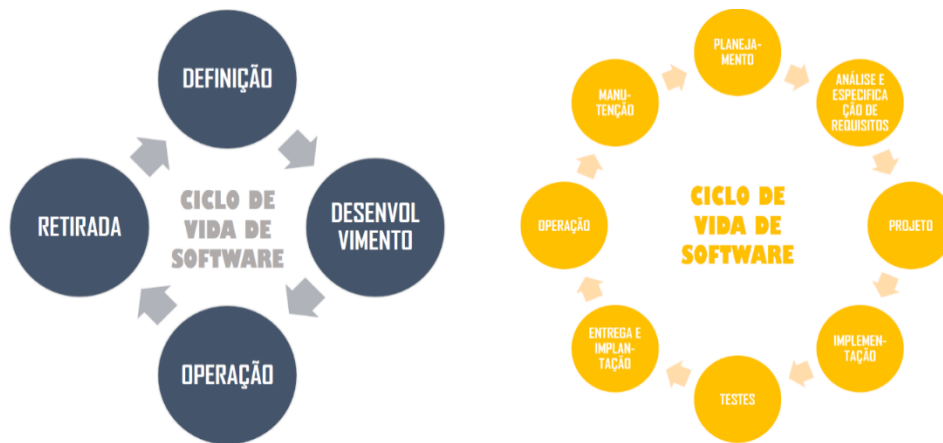 DEFINIÇÃO
DESENVOL
VIMENTO
OPERAÇÃO
RETIRADA
CICLO DE
VIDA DE
SOFTWARE
PLANEJA-
MENTO
ANÁLISE E
ESPECIFICA
ÇÃO DE
REQUISITOS
PROJETO
IMPLEMEN-
TAÇÃO
TESTES
ENTREGA E
IMPLAN-
TAÇÃO
OPERAÇÃO
MANU-
TENÇÃO
CICLO DE
VIDA DE
SOFTWARE